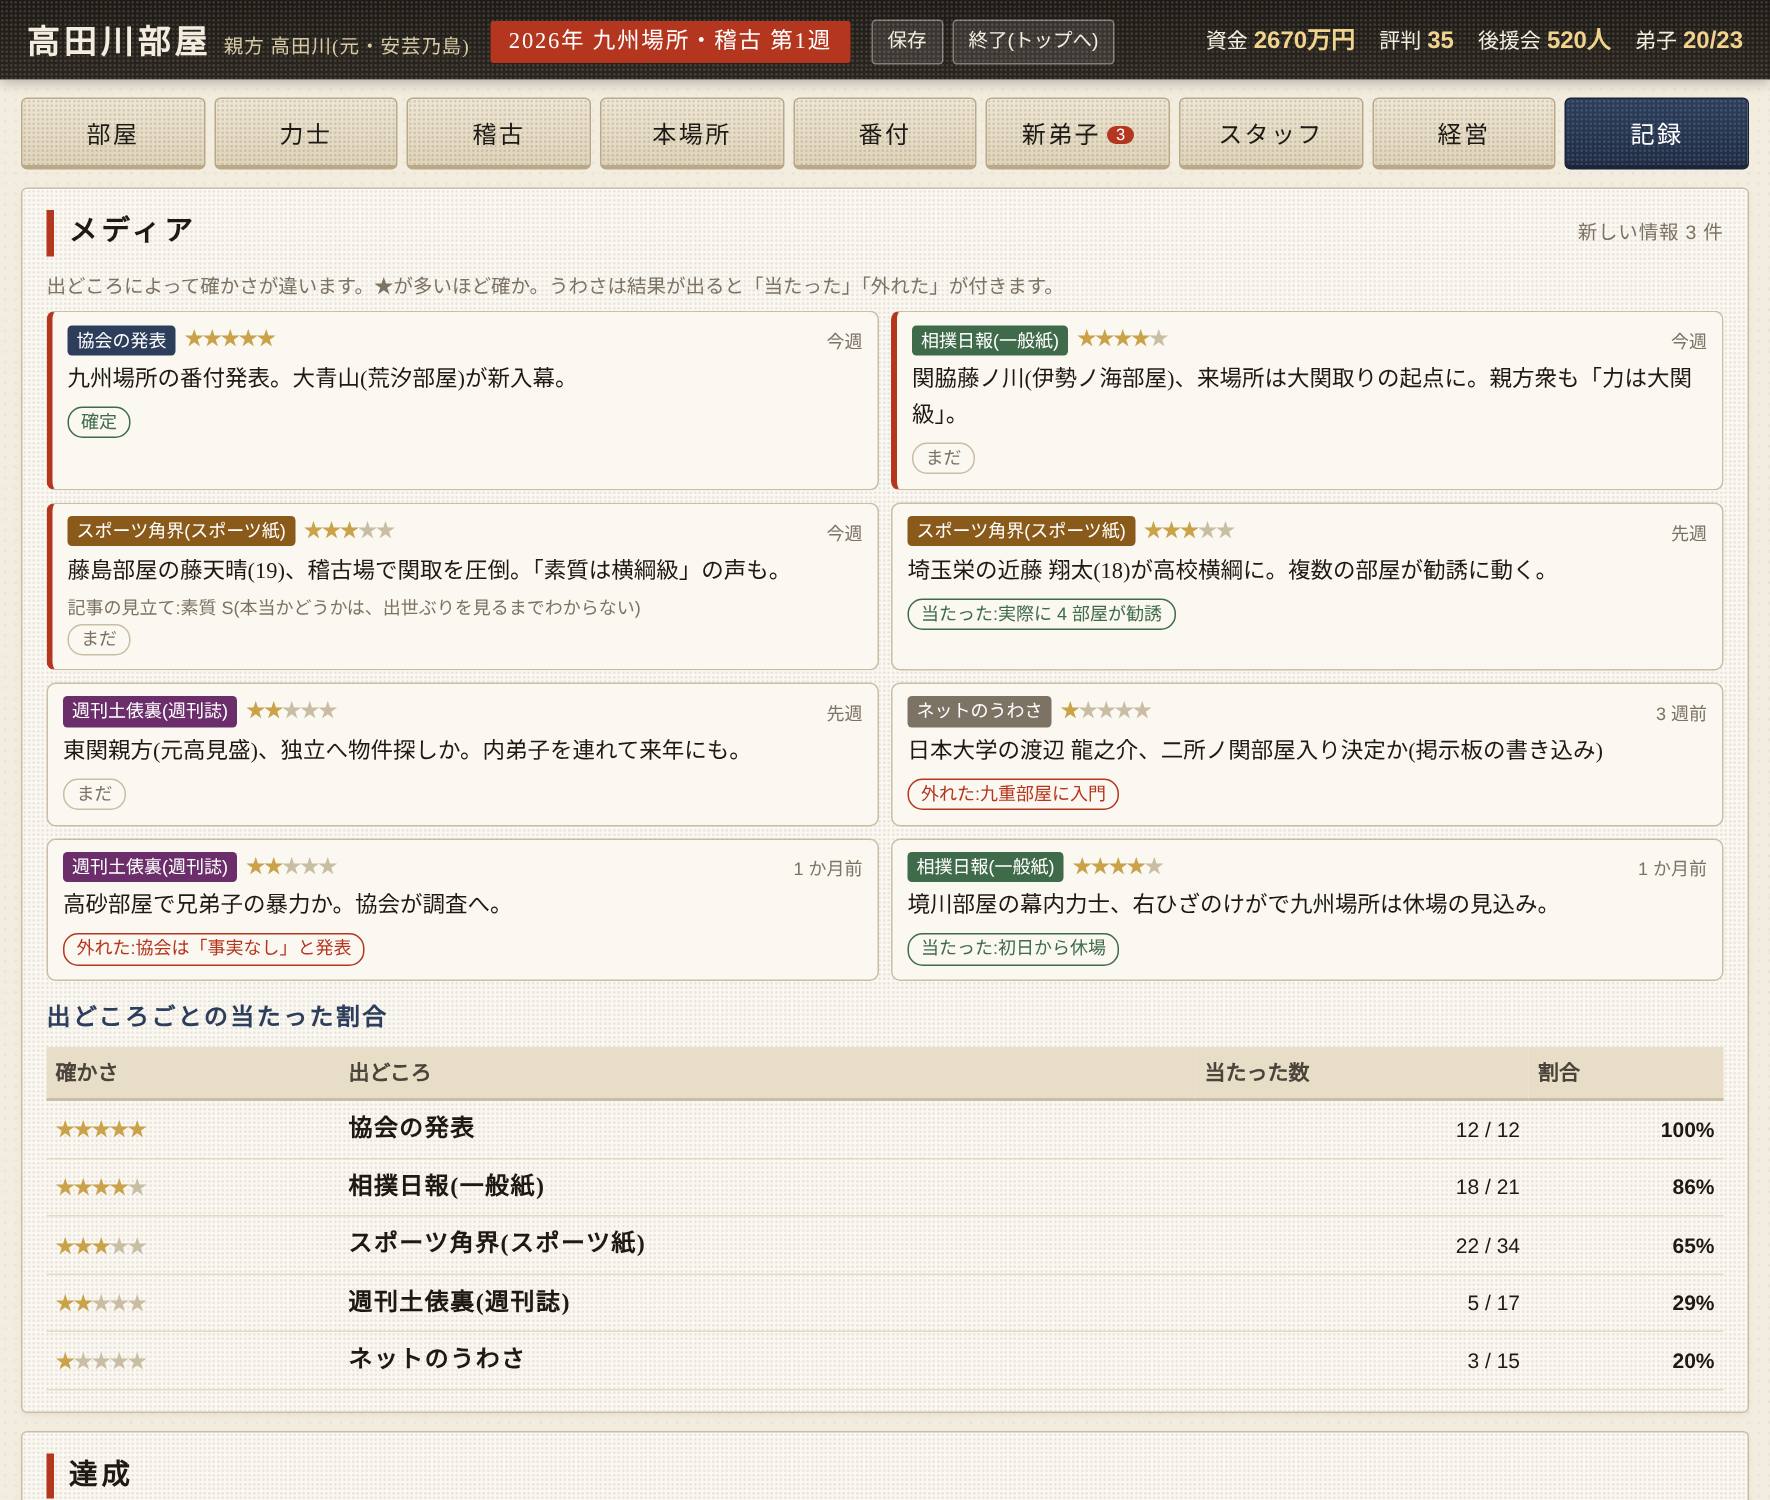 高田川部屋 親方 高田川(元・安芸乃島) 2026年 九州場所・稽古 第1週 保存 終了(トップへ) 資金 2670万円 評判 35 後援会 520人 弟子 20/23
部屋 力士 稽古 本場所 番付 新弟子 3 スタッフ 経営 記録
メディア 新しい情報 3 件
出どころによって確かさが違います。★が多いほど確か。うわさは結果が出ると「当たった」「外れた」が付きます。
協会の発表 ★★★★★ 今週
九州場所の番付発表。大青山(荒汐部屋)が新入幕。
確定
相撲日報(一般紙) ★★★★★ 今週
関脇藤ノ川(伊勢ノ海部屋)、来場所は大関取りの起点に。親方衆も「力は大関
級」。
まだ
スポーツ角界(スポーツ紙) ★★★★★ 今週
藤島部屋の藤天晴(19)、稽古場で関取を圧倒。「素質は横綱級」の声も。
記事の見立て:素質 S(本当かどうかは、出世ぶりを見るまでわからない)
まだ
スポーツ角界(スポーツ紙) ★★★★★ 先週
埼玉栄の近藤 翔太(18)が高校横綱に。複数の部屋が勧誘に動く。
当たった:実際に 4 部屋が勧誘
週刊土俵裏(週刊誌) ★★★★★ 先週
東関親方(元高見盛)、独立へ物件探しか。内弟子を連れて来年にも。
まだ
ネットのうわさ ★★★★★ 3 週前
日本大学の渡辺 龍之介、二所ノ関部屋入り決定か(掲示板の書き込み)
外れた:九重部屋に入門
週刊土俵裏(週刊誌) ★★★★★ 1 か月前
高砂部屋で兄弟子の暴力か。協会が調査へ。
外れた:協会は「事実なし」と発表
相撲日報(一般紙) ★★★★★ 1 か月前
境川部屋の幕内力士、右ひざのけがで九州場所は休場の見込み。
当たった:初日から休場
出どころごとの当たった割合
確かさ 出どころ 当たった数 割合
★★★★★ 協会の発表 12 / 12 100%
★★★★★ 相撲日報(一般紙) 18 / 21 86%
★★★★★ スポーツ角界(スポーツ紙) 22 / 34 65%
★★★★★ 週刊土俵裏(週刊誌) 5 / 17 29%
★★★★★ ネットのうわさ 3 / 15 20%
達成